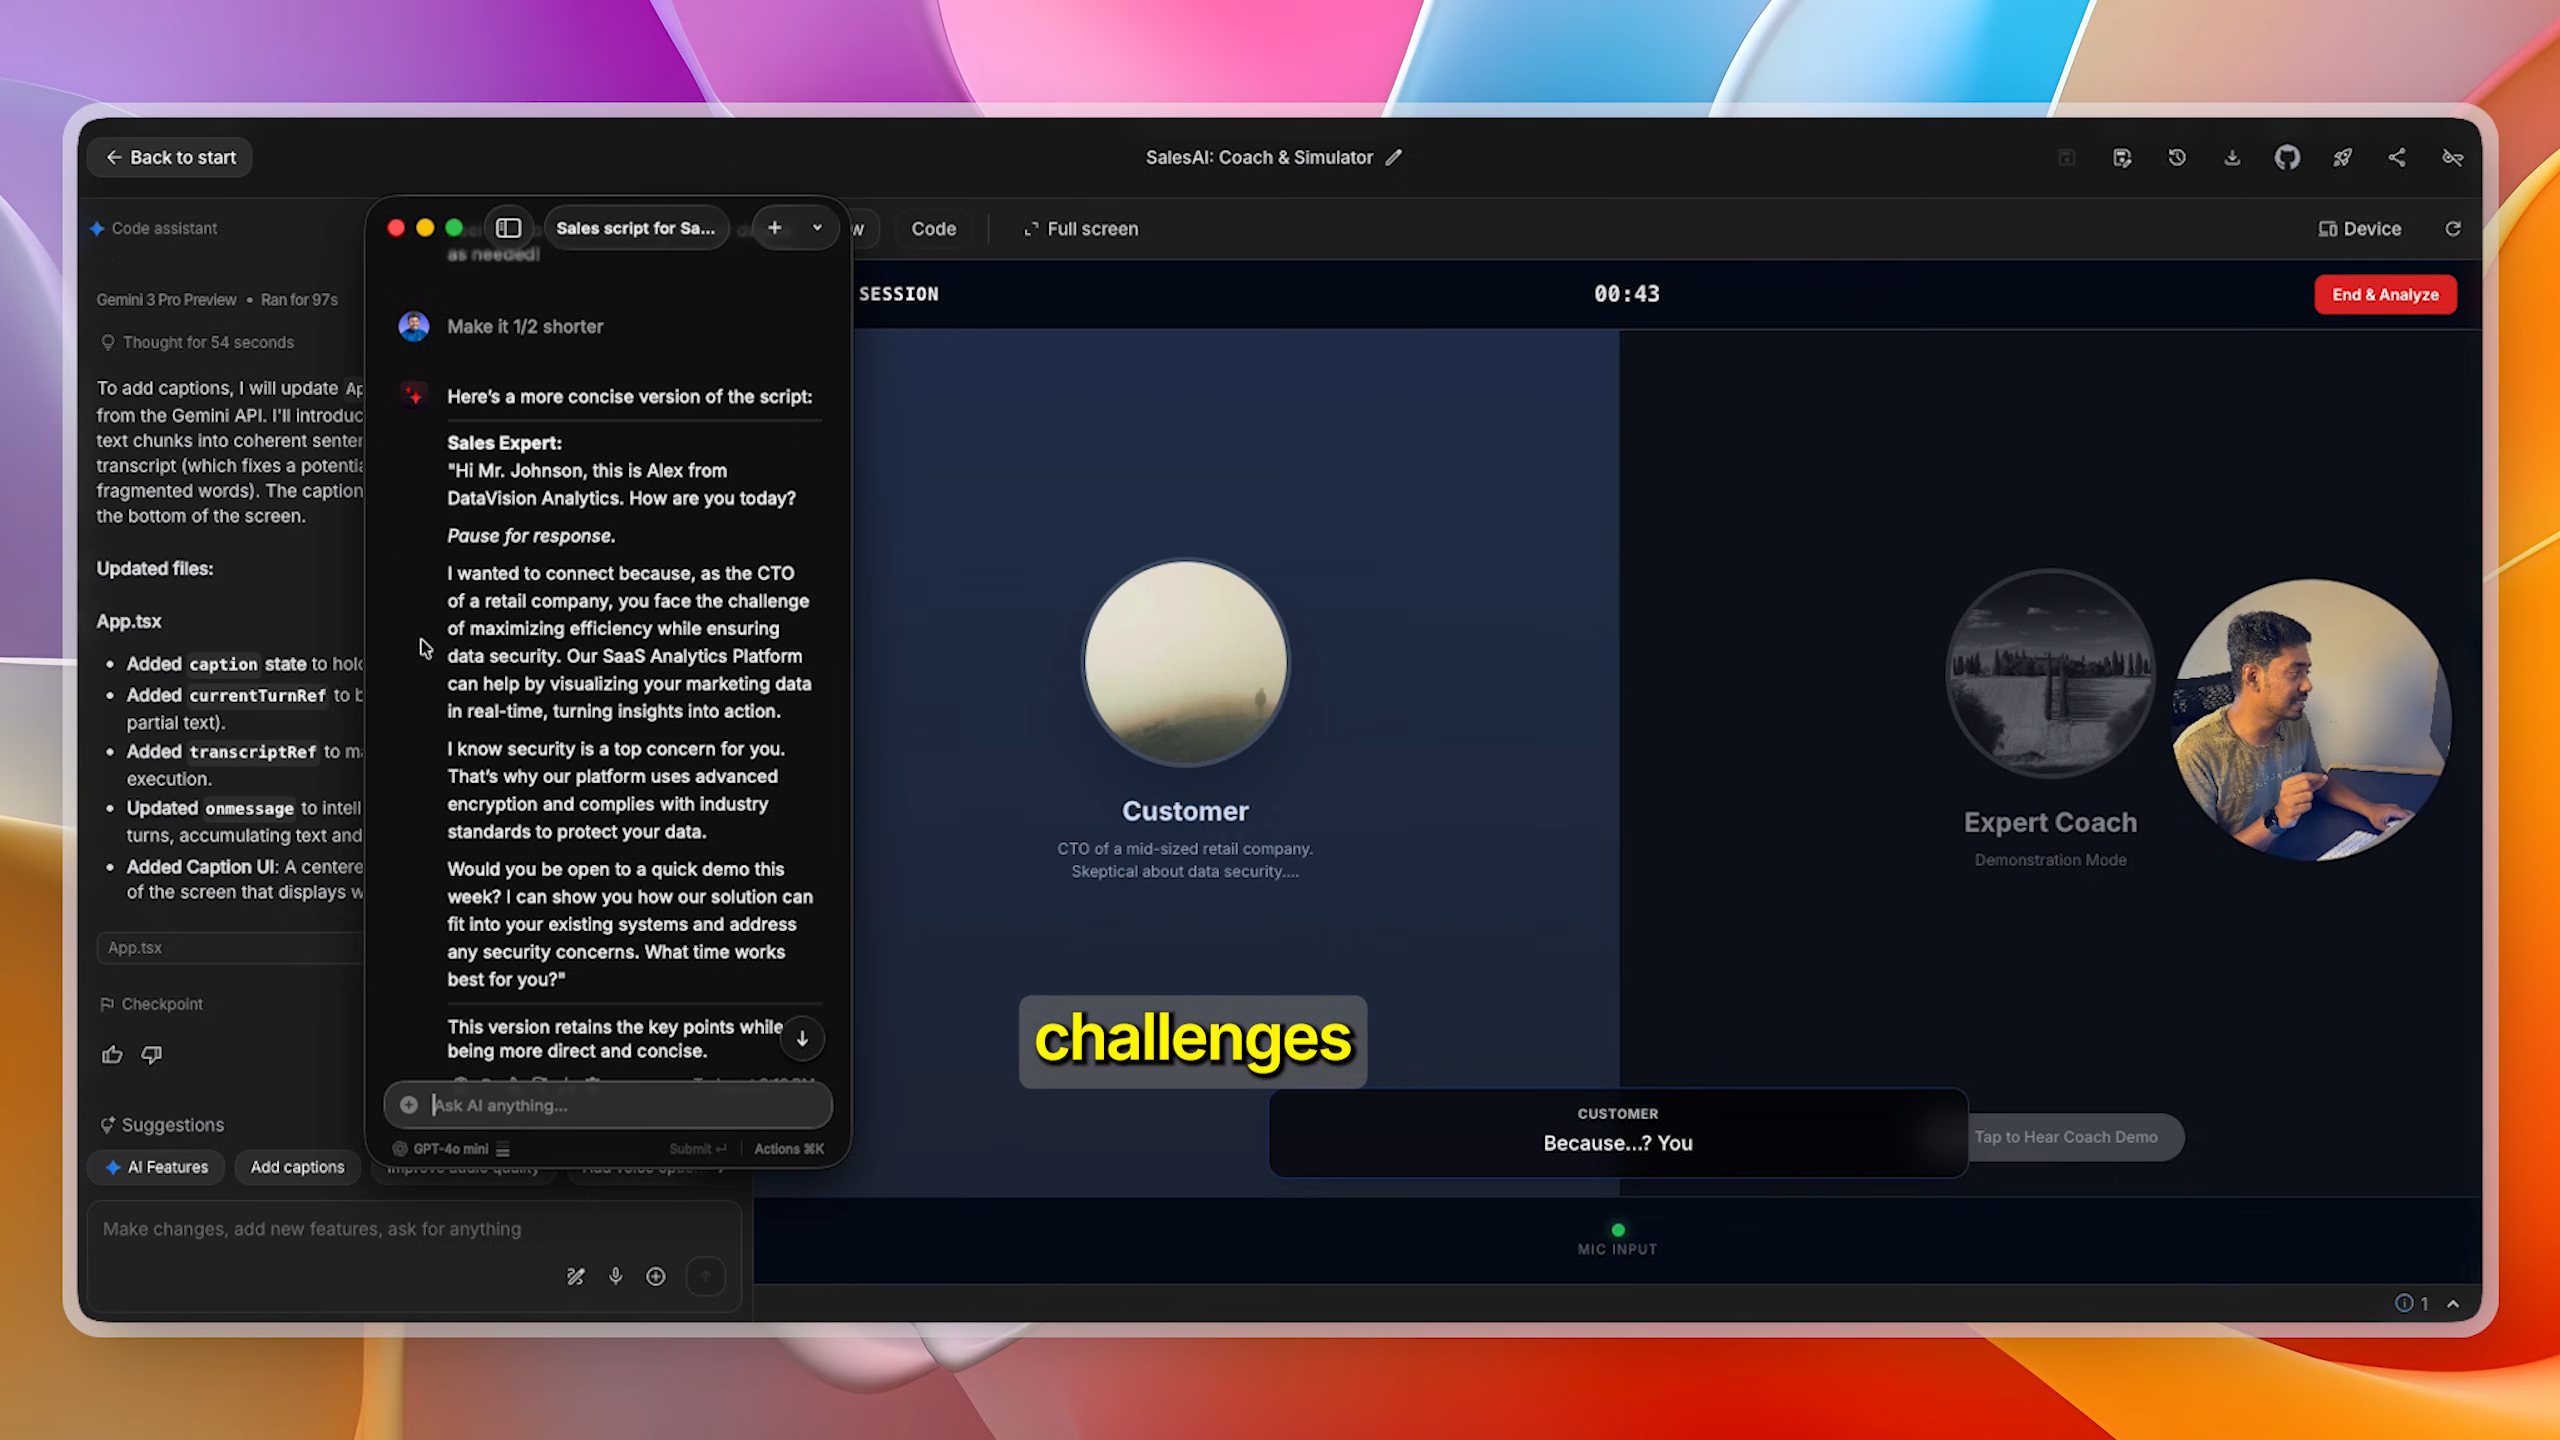 Back to start
SalesAI: Coach & Simulator
Code assistant
Gemini 3 Pro Preview • Ran for 97s
Thought for 54 seconds
To add captions, I will update
from the Gemini API. I'll
text chunks into coherent
transcript (which fixes a
fragmented words). The caption
the bottom of the screen.
Updated files:
App.tsx
Added caption state to
Added currentTurnRef to
partial text).
Added transcriptRef to
execution.
Updated onmessage to
turns, accumulating text and
Added Caption UI: A
of the screen that displays
App.tsx
Checkpoint
Suggestions
AI Features
Add captions
Improve audio quality
Make changes, add new features, ask for anything
Sales script for Sa...
as needed!
Make it 1/2 shorter
Here's a more concise version of the script:
Sales Expert:
"Hi Mr. Johnson, this is Alex from
DataVision Analytics. How are you today?
Pause for response.
I wanted to connect because, as the CTO
of a retail company, you face the challenge
of maximizing efficiency while ensuring
data security. Our SaaS Analytics Platform
can help by visualizing your marketing data
in real-time, turning insights into action.
I know security is a top concern for you.
That's why our platform uses advanced
encryption and complies with industry
standards to protect your data.
Would you be open to a quick demo this
week? I can show you how our solution can
fit into your existing systems and address
any security concerns. What time works
best for you?"
This version retains the key points while
being more direct and concise.
Ask AI anything...
GPT-4o mini
Submit
Actions ⌘K
Code
Full screen
Device
SESSION
00:43
End & Analyze
Customer
CTO of a mid-sized retail company.
Skeptical about data security....
Expert Coach
Demonstration Mode
challenges
CUSTOMER
Because...? You
Tap to Hear Coach Demo
MIC INPUT
1